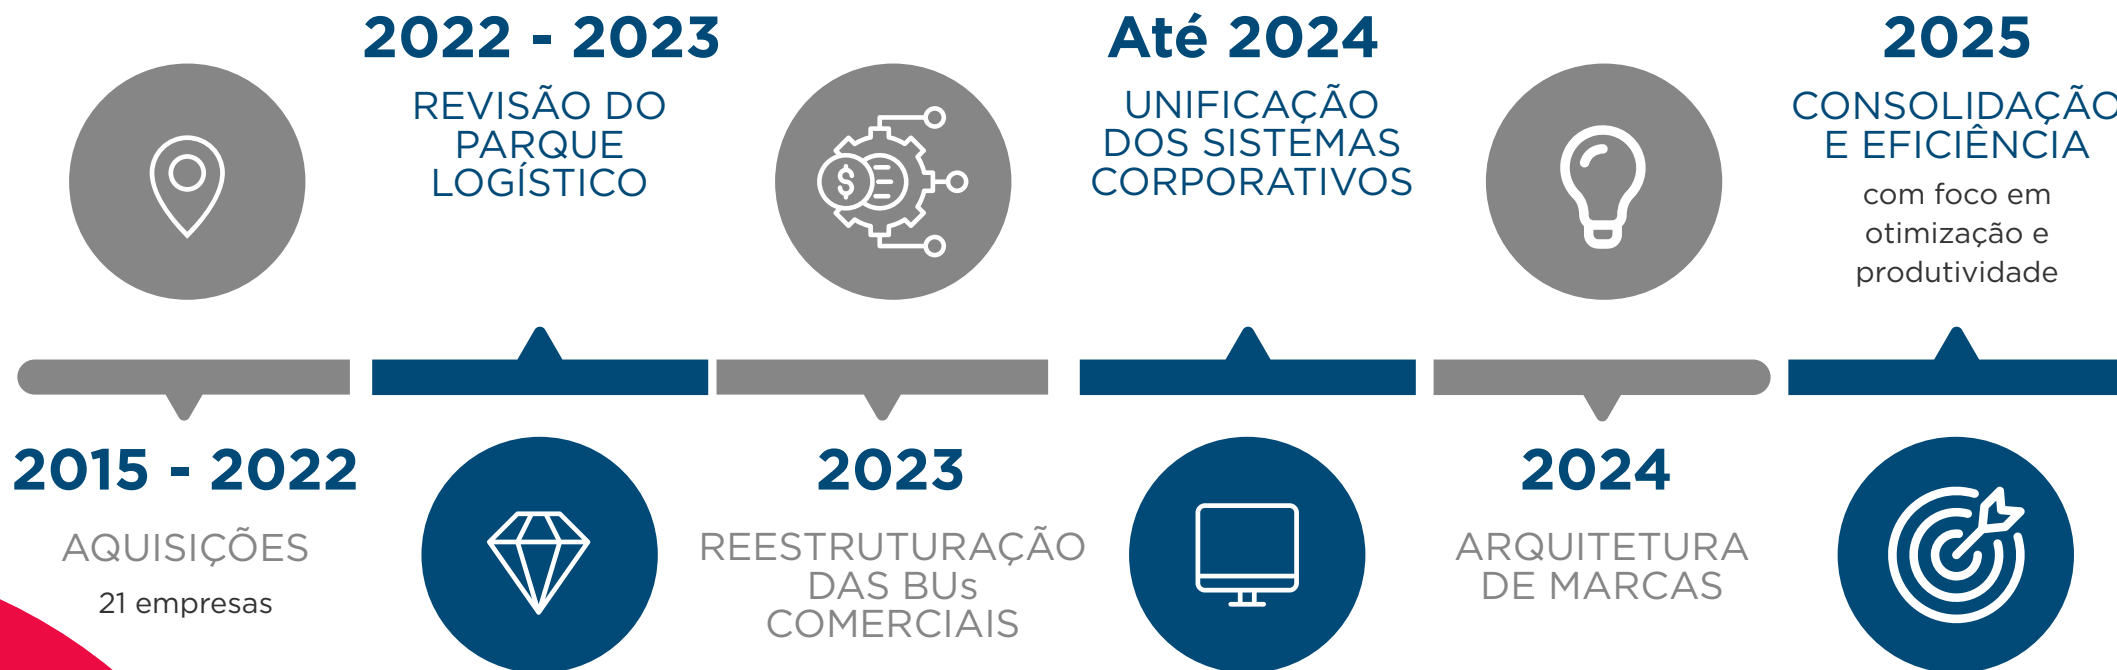 2022 - 2023
REVISÃO DO
PARQUE
LOGÍSTICO
Até 2024
UNIFICAÇÃO
DOS SISTEMAS
CORPORATIVOS
2025
CONSOLIDAÇÃO
E EFICIÊNCIA
com foco em
otimização e
produtividade
$
2015 - 2022
AQUISIÇÕES
21 empresas
2023
REESTRUTURAÇÃO
DAS BUs
COMERCIAIS
2024
ARQUITETURA
DE MARCAS